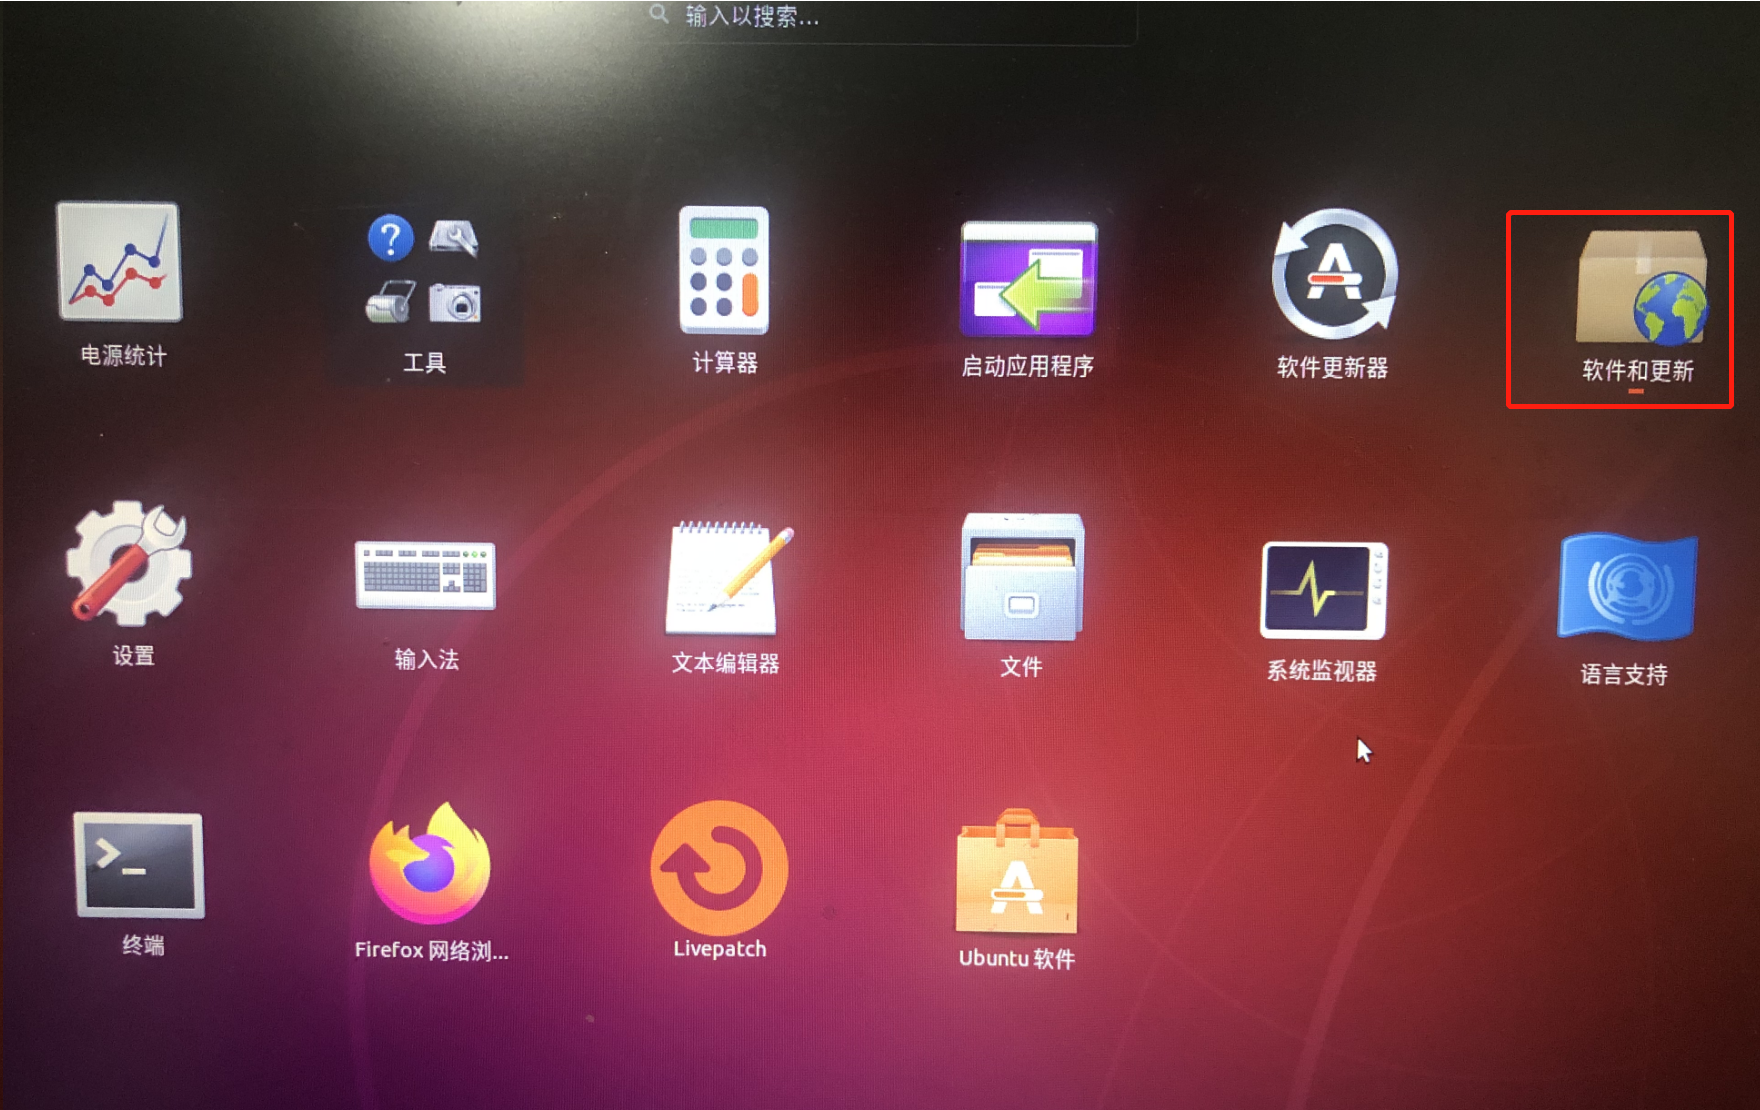 输入以搜索...
电源统计
工具
计算器
启动应用程序
软件更新器
软件和更新
设置
输入法
文本编辑器
文件
系统监视器
语言支持
终端
Firefox 网络浏...
Livepatch
Ubuntu 软件